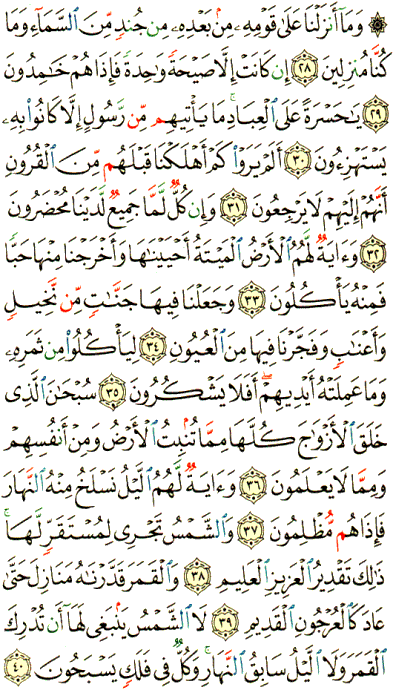 ۞ وَمَآ أَنزَلْنَا عَلَىٰ قَوْمِهِۦ مِنۢ بَعْدِهِۦ مِن جُندٍ مِّنَ ٱلسَّمَآءِ وَمَا
كُنَّا مُنزِلِينَ ٢٨ إِن كَانَتْ إِلَّا صَيْحَةً وَٰحِدَةً فَإِذَا هُمْ خَٰمِدُونَ
٢٩ يَٰحَسْرَةً عَلَى ٱلْعِبَادِ ۚ مَا يَأْتِيهِم مِّن رَّسُولٍ إِلَّا كَانُوا۟ بِهِۦ
يَسْتَهْزِءُونَ ٣٠ أَلَمْ يَرَوْا۟ كَمْ أَهْلَكْنَا قَبْلَهُم مِّنَ ٱلْقُرُونِ
أَنَّهُمْ إِلَيْهِمْ لَا يَرْجِعُونَ ٣١ وَإِن كُلٌّ لَّمَّا جَمِيعٌ لَّدَيْنَا مُحْضَرُونَ
٣٢ وَءَايَةٌ لَّهُمُ ٱلْأَرْضُ ٱلْمَيْتَةُ أَحْيَيْنَٰهَا وَأَخْرَجْنَا مِنْهَا حَبًّا
فَمِنْهُ يَأْكُلُونَ ٣٣ وَجَعَلْنَا فِيهَا جَنَّٰتٍ مِّن نَّخِيلٍ
وَأَعْنَٰبٍ وَفَجَّرْنَا فِيهَا مِنَ ٱلْعُيُونِ ٣٤ لِيَأْكُلُوا۟ مِن ثَمَرِهِۦ
وَمَا عَمِلَتْهُ أَيْدِيهِمْ ۖ أَفَلَا يَشْكُرُونَ ٣٥ سُبْحَٰنَ ٱلَّذِى
خَلَقَ ٱلْأَزْوَٰجَ كُلَّهَا مِمَّا تُنۢبِتُ ٱلْأَرْضُ وَمِنْ أَنفُسِهِمْ
وَمِمَّا لَا يَعْلَمُونَ ٣٦ وَءَايَةٌ لَّهُمُ ٱلَّيْلُ نَسْلَخُ مِنْهُ ٱلنَّهَارَ
فَإِذَا هُم مُّظْلِمُونَ ٣٧ وَٱلشَّمْسُ تَجْرِى لِمُسْتَقَرٍّ لَّهَا ۚ
ذَٰلِكَ تَقْدِيرُ ٱلْعَزِيزِ ٱلْعَلِيمِ ٣٨ وَٱلْقَمَرَ قَدَّرْنَٰهُ مَنَازِلَ حَتَّىٰ
عَادَ كَٱلْعُرْجُونِ ٱلْقَدِيمِ ٣٩ لَا ٱلشَّمْسُ يَنۢبَغِى لَهَآ أَن تُدْرِكَ
ٱلْقَمَرَ وَلَا ٱلَّيْلُ سَابِقُ ٱلنَّهَارِ ۚ وَكُلٌّ فِى فَلَكٍ يَسْبَحُونَ ٤٠